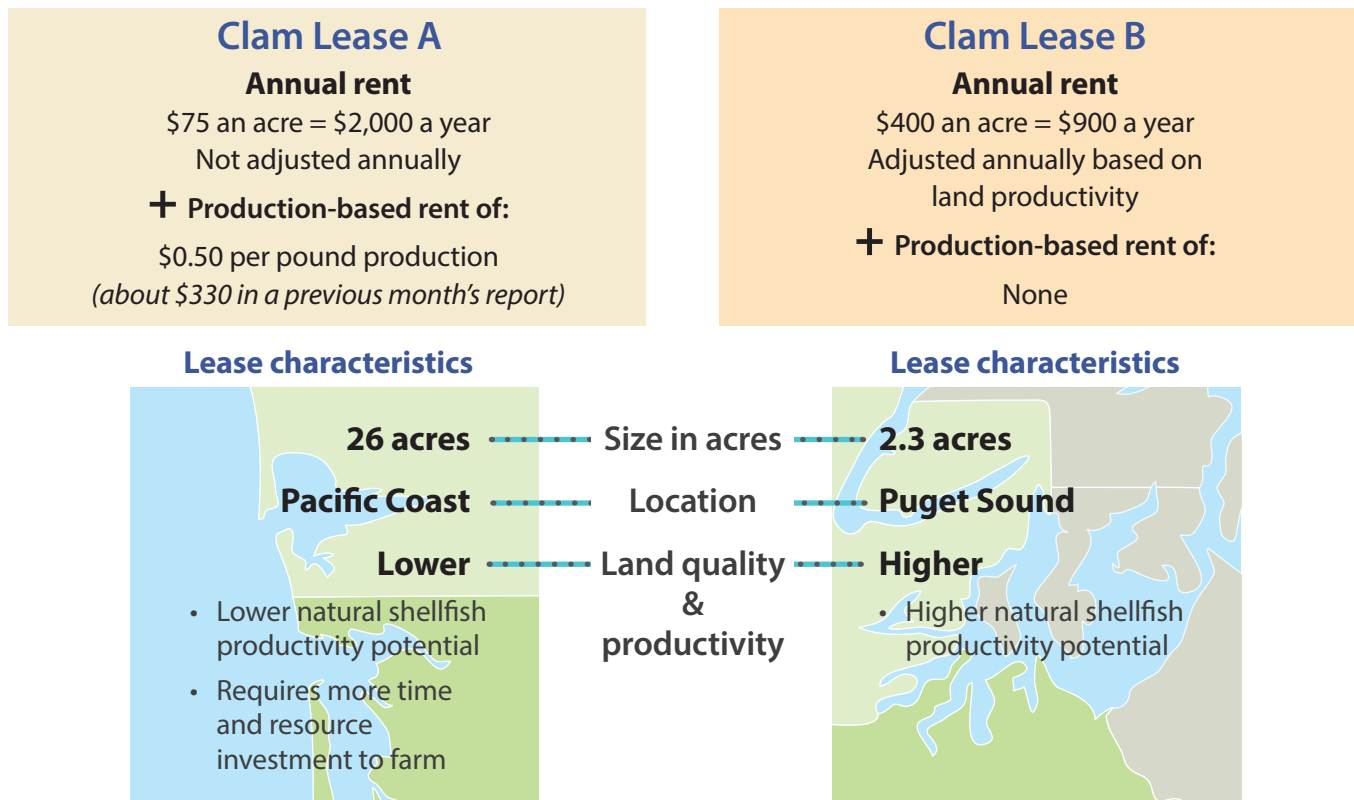 Clam Lease A
Annual rent
$75 an acre = $2,000 a year
Not adjusted annually
+ Production-based rent of:
$0.50 per pound production
(about $330 in a previous month's report)
Clam Lease B
Annual rent
$400 an acre = $900 a year
Adjusted annually based on
land productivity
+ Production-based rent of:
None
Lease characteristics
Lease characteristics
26 acres Size in acres 2.3 acres
Pacific Coast Location Puget Sound
Lower Land quality Higher
&
productivity
• Lower natural shellfish
productivity potential
• Requires more time
and resource
investment to farm
• Higher natural shellfish
productivity potential